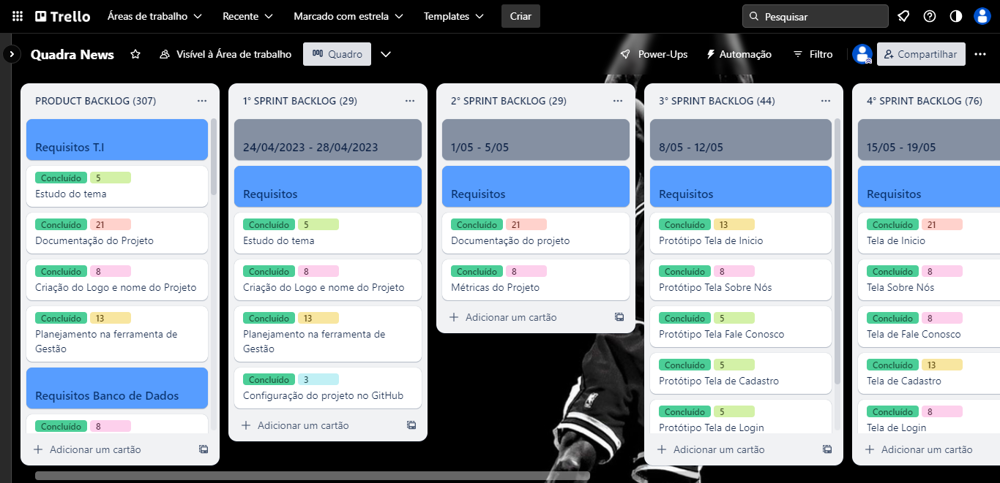 Trello
Áreas de trabalho
Recente
Marcado com estrela
Templates
Criar
Pesquisar
Quadra News
Visível à Área de trabalho
Quadro
Power-Ups
Automação
Filtro
Compartilhar
PRODUCT BACKLOG (307)
Requisitos T.I
Concluído 5
Estudo do tema
Concluído 21
Documentação do Projeto
Concluído 8
Criação do Logo e nome do Projeto
Concluído 13
Planejamento na ferramenta de
Gestão
Requisitos Banco de Dados
Concluído 8
Adicionar um cartão
1° SPRINT BACKLOG (29)
24/04/2023 - 28/04/2023
Requisitos
Concluído 5
Estudo do tema
Concluído 8
Criação do Logo e nome do Projeto
Concluído 13
Planejamento na ferramenta de
Gestão
Concluído 3
Configuração do projeto no GitHub
Adicionar um cartão
2° SPRINT BACKLOG (29)
1/05 - 5/05
Requisitos
Concluído 21
Documentação do projeto
Concluído 8
Métricas do Projeto
Adicionar um cartão
3° SPRINT BACKLOG (44)
8/05 - 12/05
Requisitos
Concluído 13
Protótipo Tela de Inicio
Concluído 8
Protótipo Tela Sobre Nós
Concluído 5
Protótipo Tela Fale Conosco
Concluído 5
Protótipo Tela de Cadastro
Concluído 5
Protótipo Tela de Login
Adicionar um cartão
4° SPRINT BACKLOG (76)
15/05 - 19/05
Requisitos
Concluído 21
Tela de Inicio
Concluído 8
Tela Sobre Nós
Concluído 8
Tela de Fale Conosco
Concluído 13
Tela de Cadastro
Concluído 8
Tela de Login
Adicionar um cartão